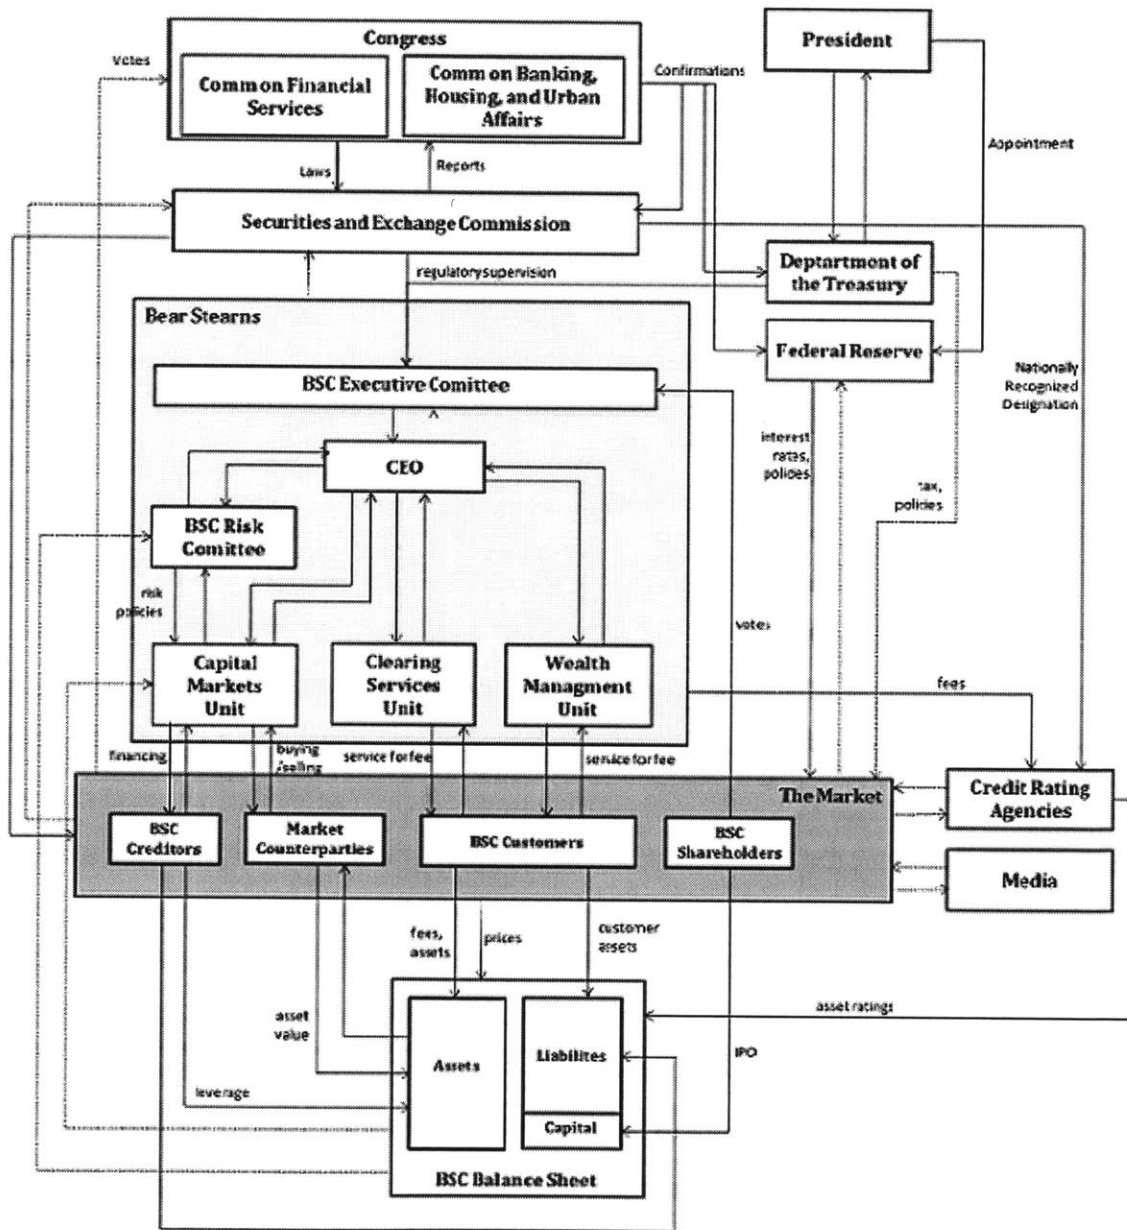 Congress
President
Votes
Common Financial
Services
Comm on Banking,
Housing, and Urban
Affairs
Confirmations
Appointment
Laws
Reports
Securities and Exchange Commission
regulatory supervision
Deptartment of
the Treasury
Bear Stearns
Federal Reserve
BSC Executive Comittee
Nationally
Recognized
Designation
interest
rates,
policies
tax,
policies
CEO
BSC Risk
Comittee
risk
policies
votes
Capital
Markets
Unit
Clearing
Services
Unit
Wealth
Managment
Unit
fees
financing
buying
/selling
service for fee
service for fee
The Market
Credit Rating
Agencies
BSC
Creditors
Market
Counterparties
BSC Customers
BSC
Shareholders
Media
fees,
assets
prices
customer
assets
asset
value
asset ratings
Assets
Liabilites
IPO
leverage
Capital
BSC Balance Sheet